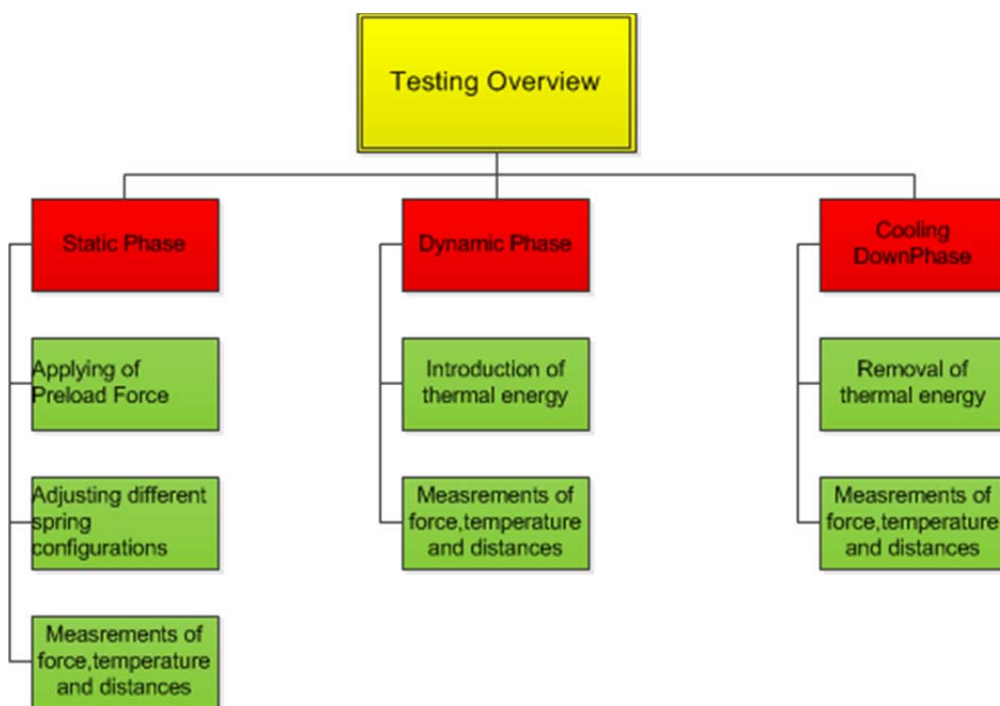 Testing Overview
Static Phase
Applying of
Preload Force
Adjusting different
spring
configurations
Measrements of
force,temperature
and distances
Dynamic Phase
Introduction of
thermal energy
Measrements of
force,temperature
and distances
Cooling
DownPhase
Removal of
thermal energy
Measrements of
force,temperature
and distances